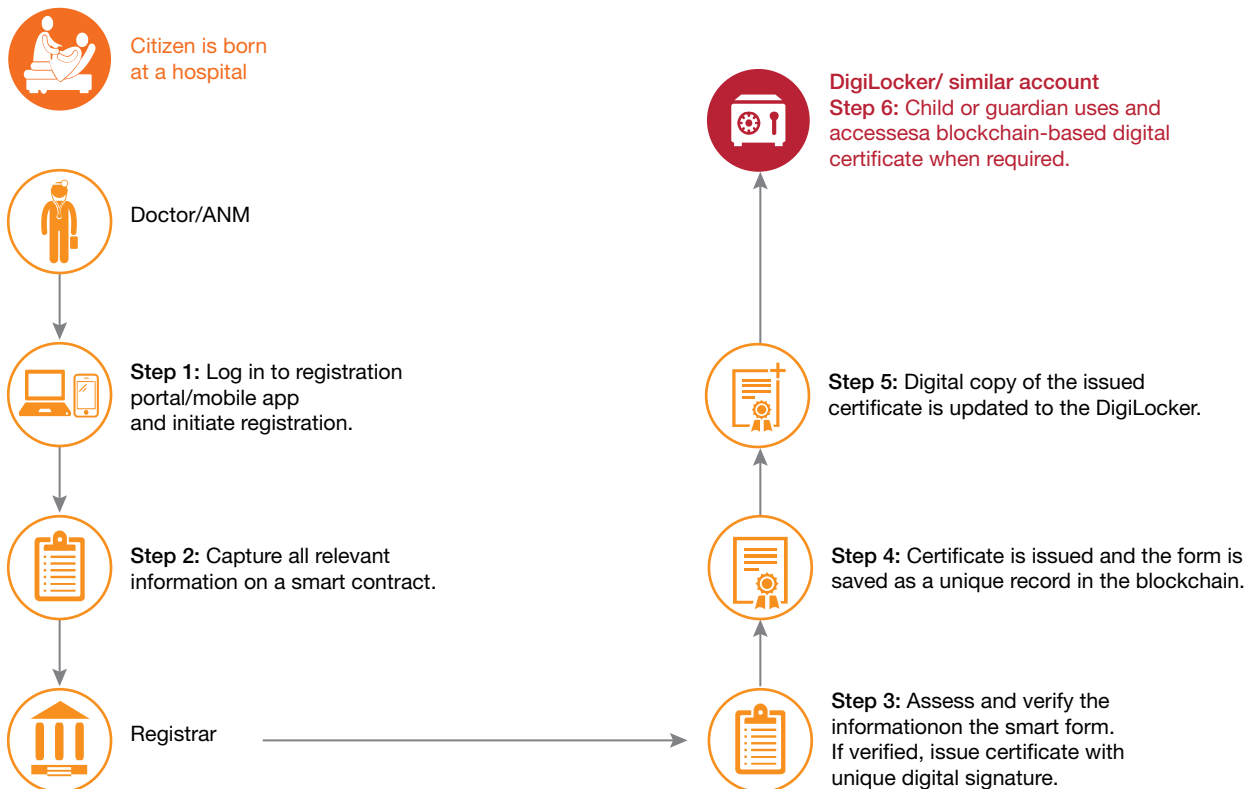 Citizen is born
at a hospital
Doctor/ANM
Step 1: Log in to registration
portal/mobile app
and initiate registration.
Step 2: Capture all relevant
information on a smart contract.
Registrar
Step 3: Assess and verify the
informationon the smart form.
If verified, issue certificate with
unique digital signature.
Step 4: Certificate is issued and the form is
saved as a unique record in the blockchain.
Step 5: Digital copy of the issued
certificate is updated to the DigiLocker.
DigiLocker/ similar account
Step 6: Child or guardian uses and
accessesa blockchain-based digital
certificate when required.